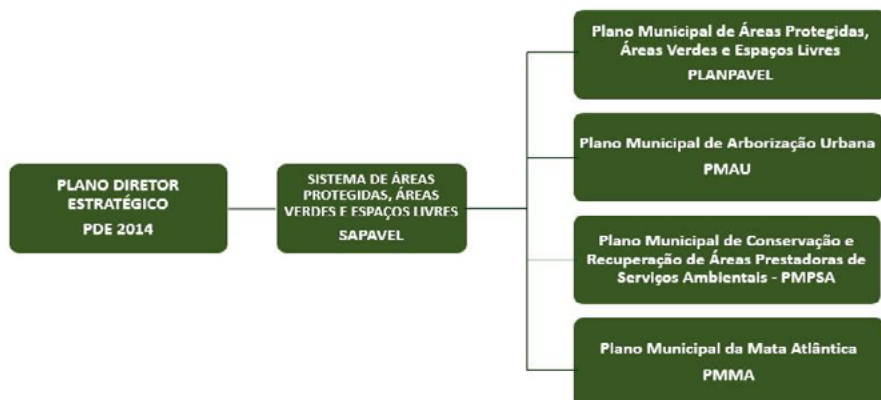 PLANO DIRETOR
ESTRATÉGICO
PDE 2014
SISTEMA DE ÁREAS
PROTEGIDAS, ÁREAS
VERDES E ESPAÇOS LIVRES
SAPAVEL
Plano Municipal de Áreas Protegidas,
Áreas Verdes e Espaços Livres
PLANPAVEL
Plano Municipal de Arborização Urbana
PMAU
Plano Municipal de Conservação e
Recuperação de Áreas Prestadoras de
Serviços Ambientais - PMPSA
Plano Municipal da Mata Atlântica
PMMA